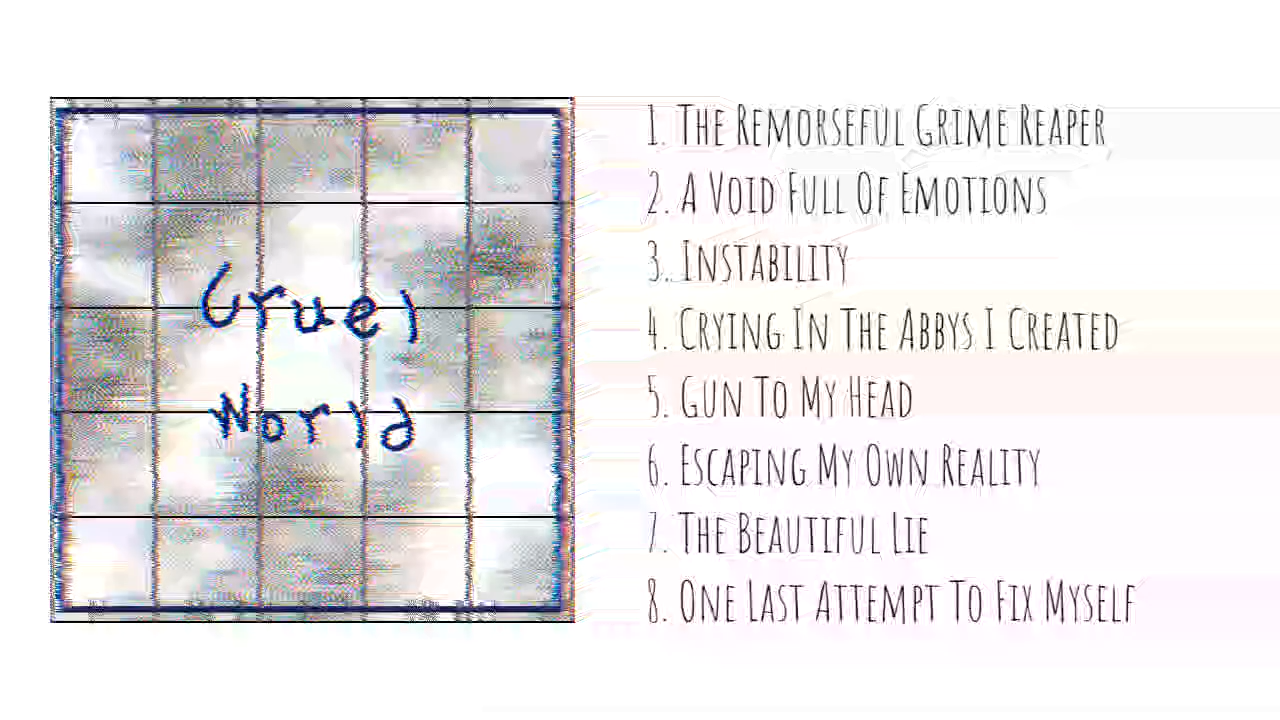 Cruel
World
1. The Remorseful Grime Reaper
2. A Void Full Of Emotions
3. Instability
4. Crying In The Abbys I Created
5. Gun To My Head
6. Escaping My Own Reality
7. The Beautiful Lie
8. One Last Attempt To Fix Myself